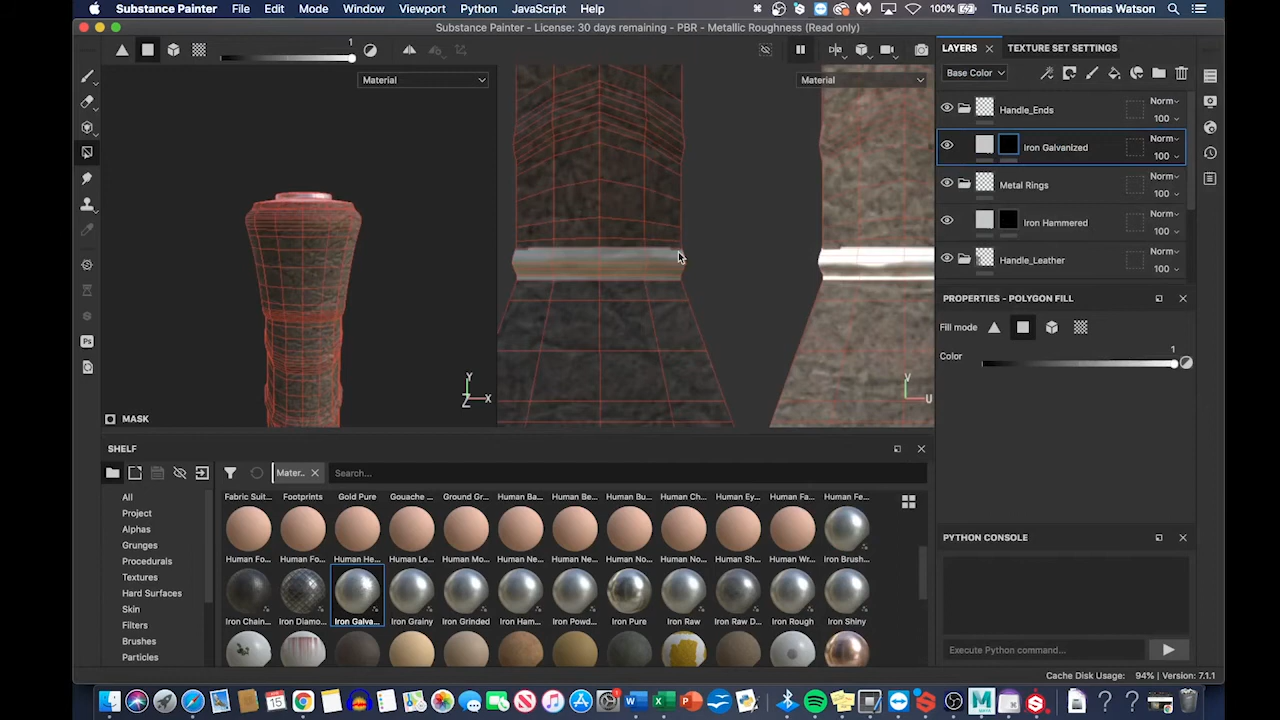 Substance Painter File Edit Mode Window Viewport Python JavaScript Help 100% Thu 5:56 pm Thomas Watson
Substance Painter - License: 30 days remaining - PBR - Metallic Roughness (Read only)
1
Material
Material
LAYERS TEXTURE SET SETTINGS
Base Color
Handle_Ends Norm 100
Iron Galvanized Norm 100
Metal Rings Norm 100
Iron Hammered Norm 100
Handle_Leather Norm 100
PROPERTIES - POLYGON FILL
Fill mode
Color 1
Y
Z X
V
U
MASK
SHELF
Mater.. Search...
All
Project
Alphas
Grunges
Procedurals
Textures
Hard Surfaces
Skin
Filters
Brushes
Particles
Fabric Suit... Footprints Gold Pure Gouache ... Ground Gr... Human Ba... Human Be... Human Bu... Human Ch... Human Ey... Human Fa... Human Fe...
Human Fo... Human Fo... Human He... Human Le... Human Mo... Human Ne... Human Ne... Human No... Human No... Human No... Human Wr... Iron Brush...
Iron Chain... Iron Diamo... Iron Galva... Iron Grainy Iron Grinded Iron Ham... Iron Powd... Iron Pure Iron Raw Iron Raw D... Iron Rough Iron Shiny
PYTHON CONSOLE
Execute Python command...
Cache Disk Usage: 94% | Version: 7.1.1